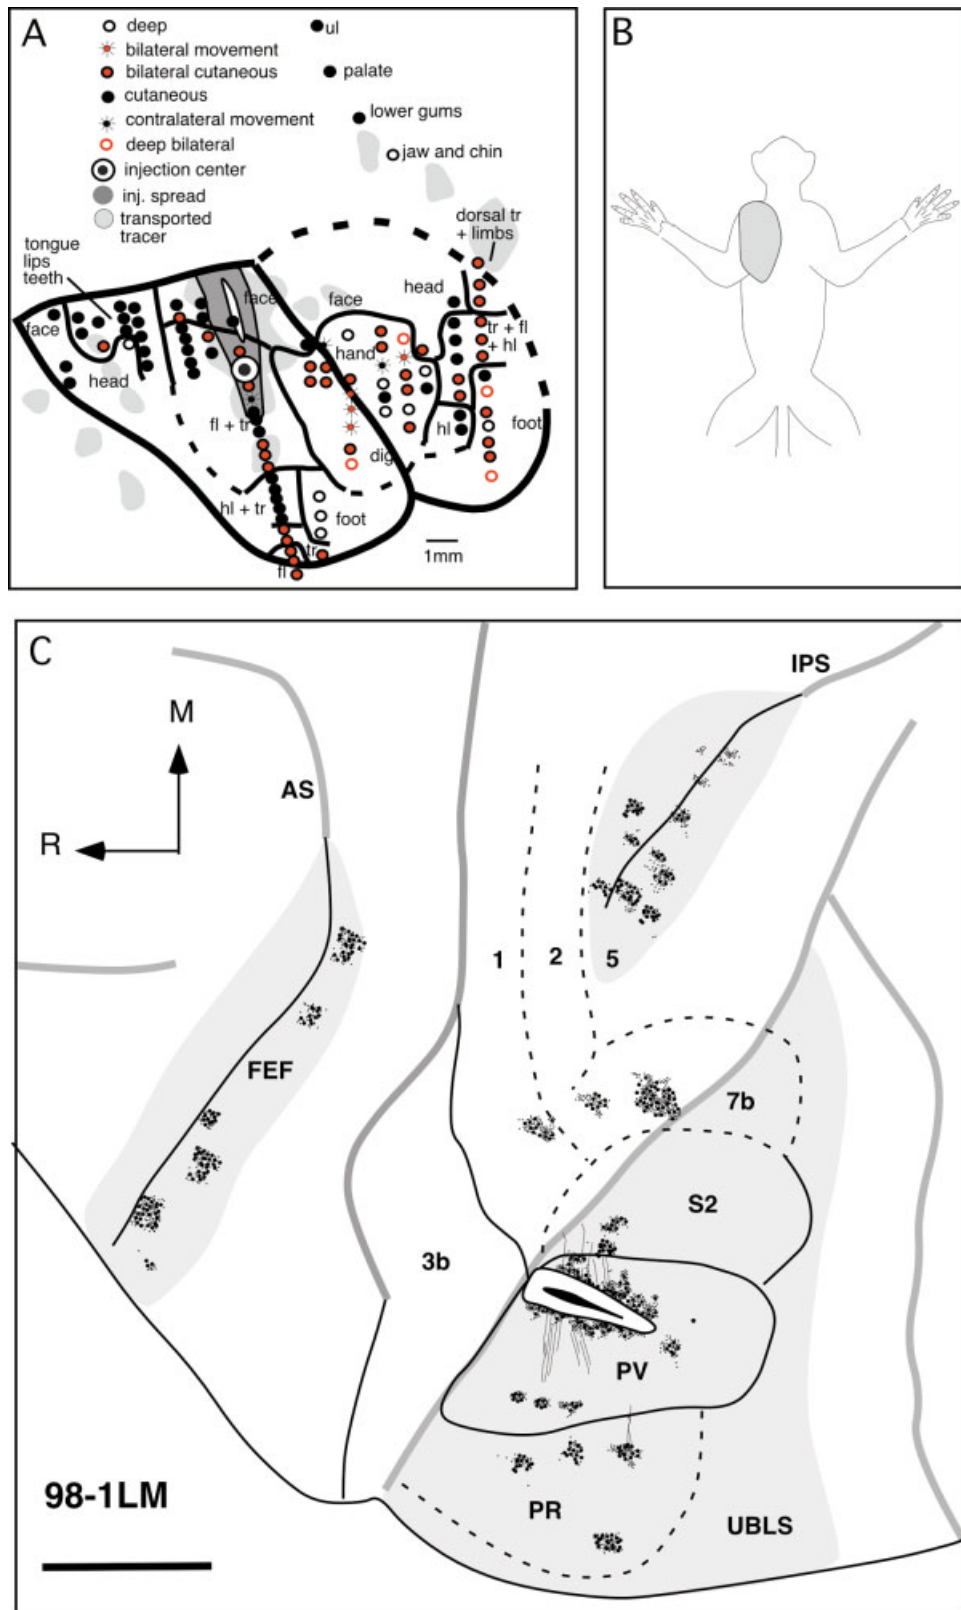 A
deep
bilateral movement
bilateral cutaneous
cutaneous
contralateral movement
deep bilateral
injection center
inj. spread
transported
tracer
ul
palate
lower gums
jaw and chin
dorsal tr
+ limbs
tongue
lips
teeth
face
head
face
face
hand
head
tr + fl
+ hl
fl + tr
dig
hl
foot
hl + tr
foot
tr
fl
1mm
B
C
M
R
AS
IPS
1
2
5
FEF
7b
S2
3b
PV
PR
UBLS
98-1LM